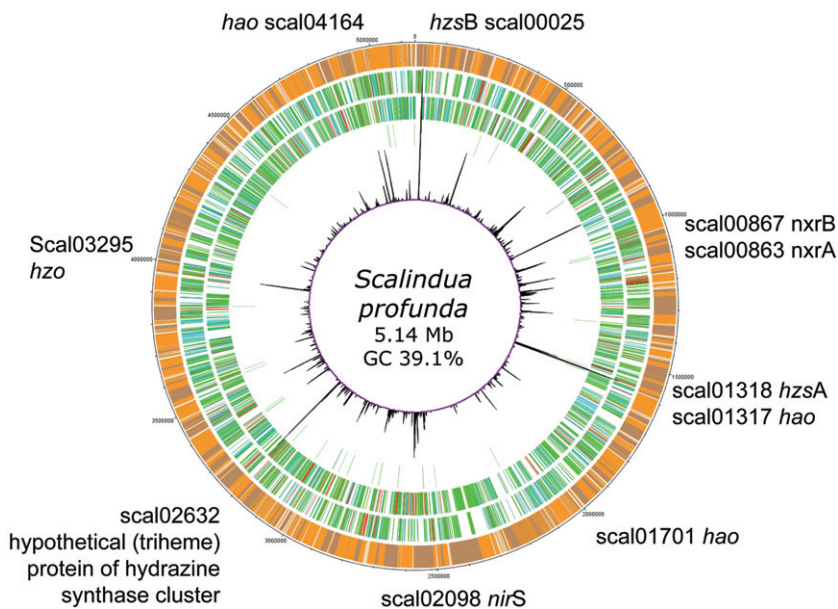 hao scal04164
hzsB scal00025
0
500000
1000000
scal00867 nxrB
scal00863 nxrA
1500000
scal01318 hzsA
scal01317 hao
2000000
scal01701 hao
2500000
scal02098 nirS
3000000
scal02632
hypothetical (triheme)
protein of hydrazine
synthase cluster
3500000
4000000
Scal03295
hzo
4500000
5000000
Scalindua
profunda
5.14 Mb
GC 39.1%